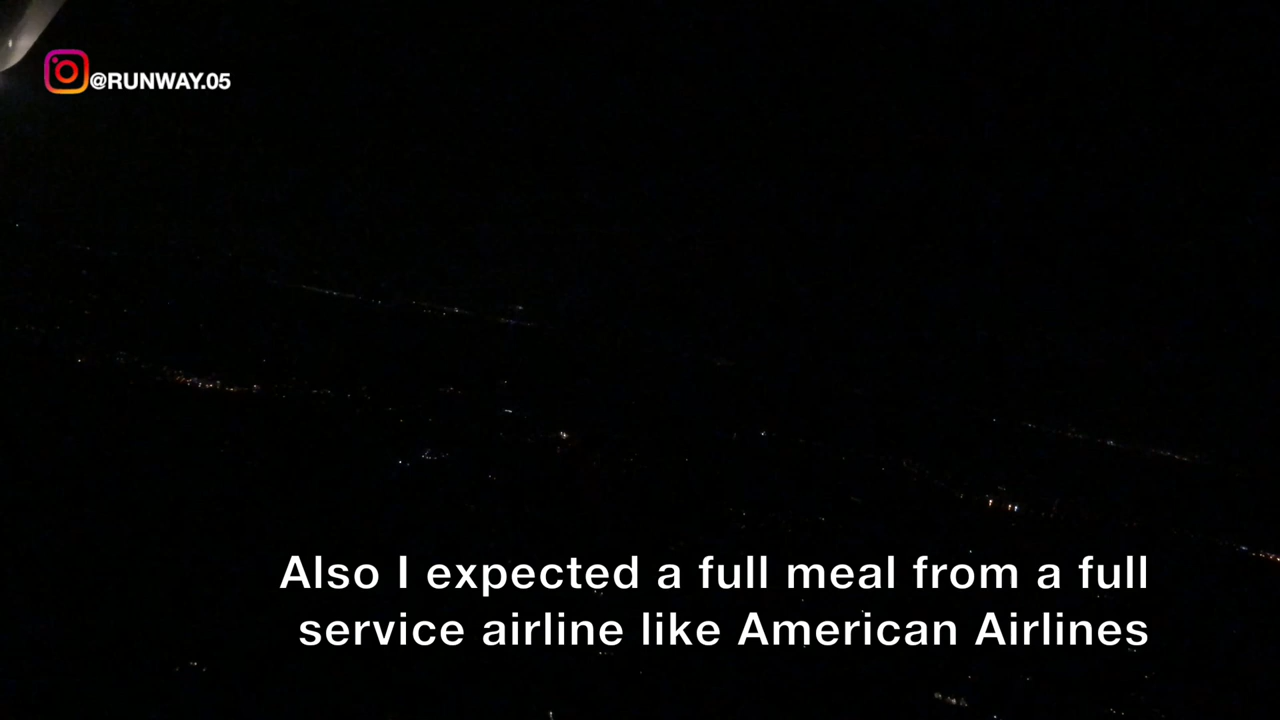 @RUNWAY.05
Also I expected a full meal from a full
service airline like American Airlines